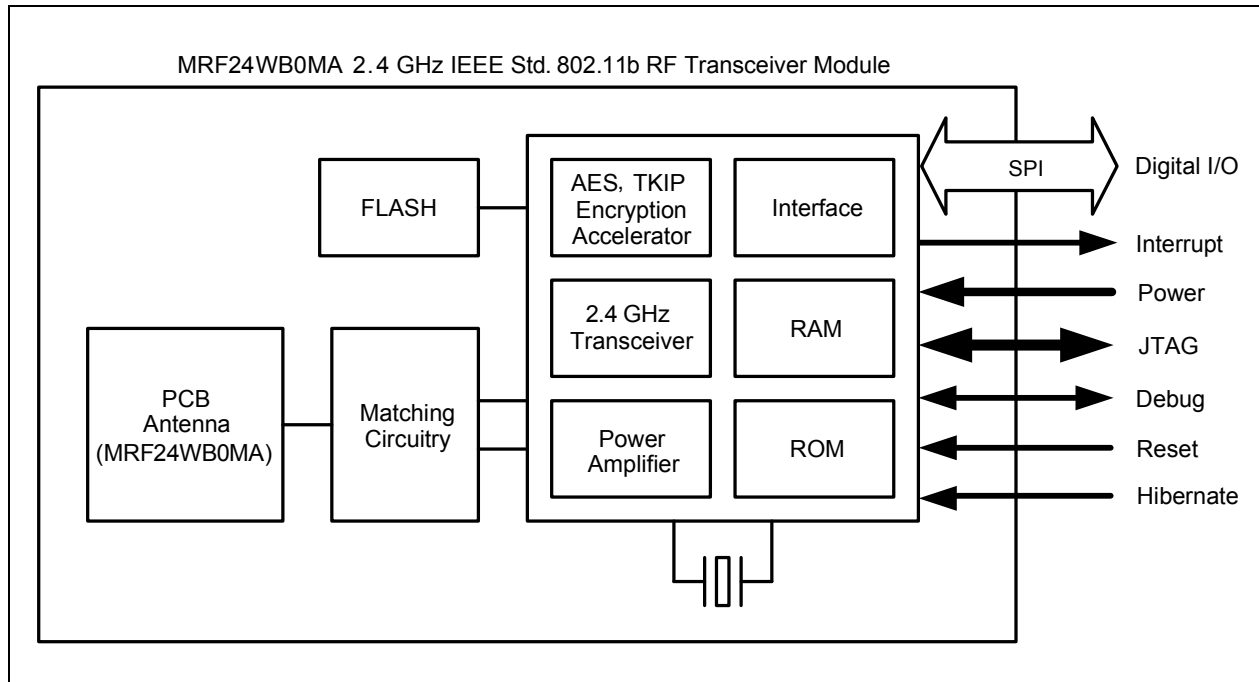 MRF24WB0MA 2.4 GHz IEEE Std. 802.11b RF Transceiver Module
FLASH
AES, TKIP
Encryption
Accelerator
Interface
SPI
Digital I/O
Interrupt
Power
2.4 GHz
Transceiver
RAM
JTAG
PCB
Antenna
(MRF24WB0MA)
Matching
Circuitry
Power
Amplifier
ROM
Debug
Reset
Hibernate